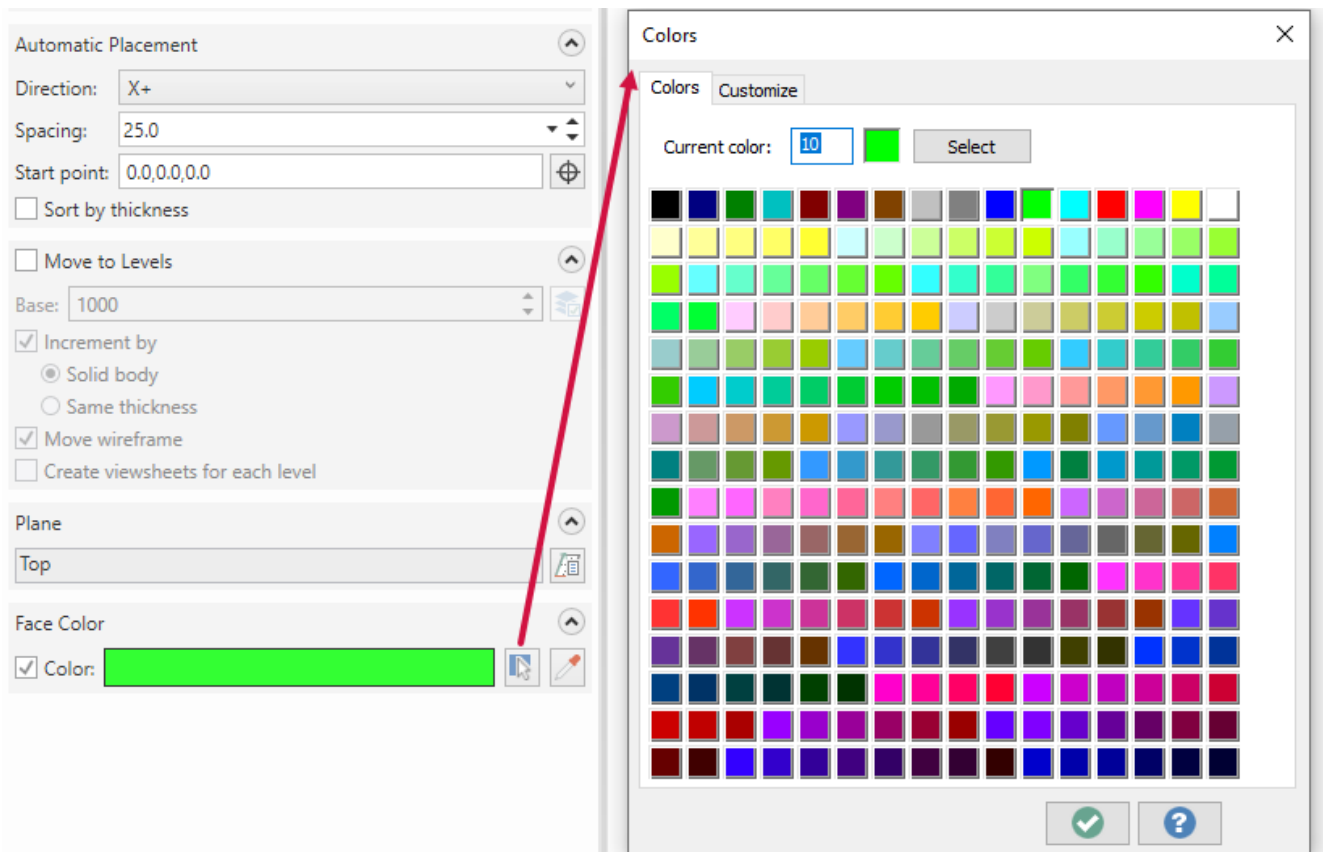 Automatic Placement
Direction: X+
Spacing: 25.0
Start point: 0.0,0.0,0.0
Sort by thickness
Move to Levels
Base: 1000
Increment by
Solid body
Same thickness
Move wireframe
Create viewsheets for each level
Plane
Top
Face Color
Color:
Colors
Colors Customize
Current color: 10 Select
?